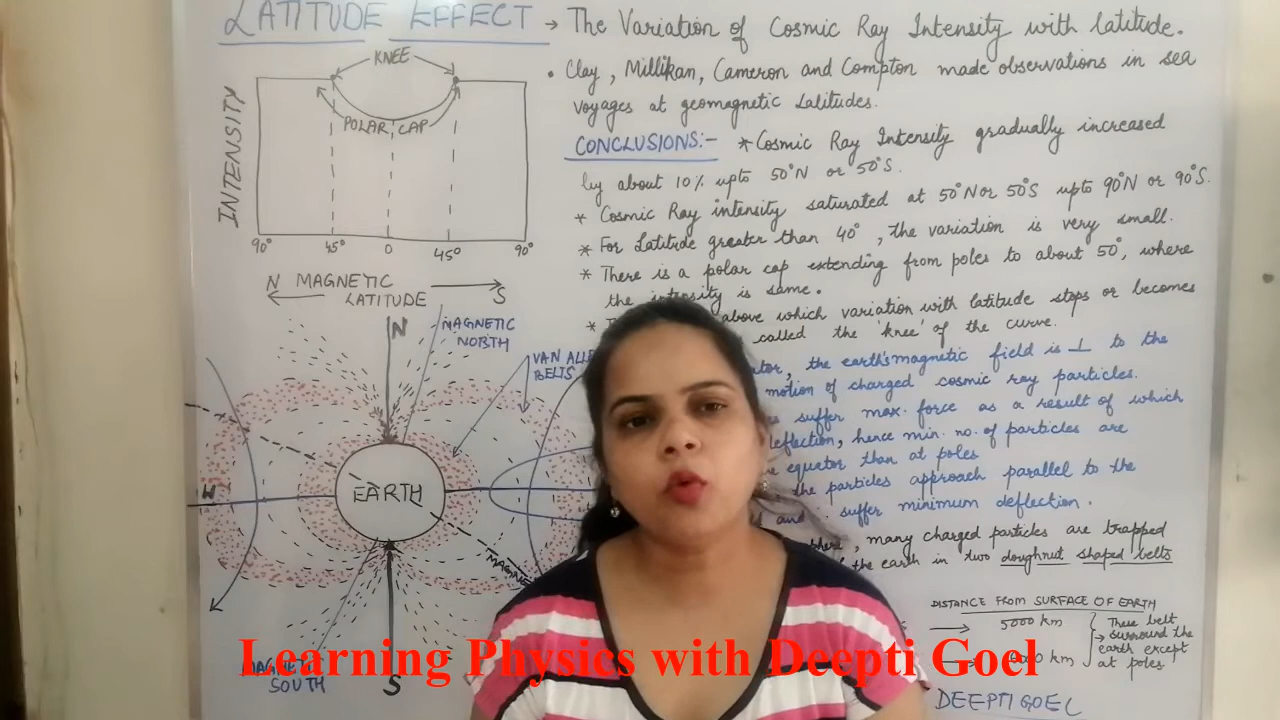 LATITUDE EFFECT → The Variation of Cosmic Ray Intensity with latitude.
• Clay, Millikan, Cameron and Compton made observations in sea
voyages at geomagnetic Latitudes.
CONCLUSIONS:- * Cosmic Ray Intensity gradually increased
by about 10% upto 50°N or 50°S.
* Cosmic Ray intensity saturated at 50°N or 50°S upto 90°N or 90°S.
* For Latitude greater than 40°, the variation is very small.
* There is a polar cap extending from poles to about 50°, where
the intensity is same.
* above which variation with latitude stops or becomes
called the 'knee' of the curve.
the earth's magnetic field is ⊥ to the
motion of charged cosmic ray particles.
suffer max. force as a result of which
deflection, hence min. no. of particles are
equator than at poles
the particles approach parallel to the
and suffer minimum deflection.
there, many charged particles are trapped
the earth in two doughnut shaped belts
DISTANCE FROM SURFACE OF EARTH
→ 5000 km
→ km
These belt
→ surround the
earth except
at poles
DEEPTI GOEL
KNEE
POLAR CAP
INTENSITY
90° 45° 0 45° 90°
N MAGNETIC S
LATITUDE
N
MAGNETIC
NORTH
VAN
BELTS
EARTH
MAGNETIC
SOUTH
S
Learning Physics with Deepti Goel